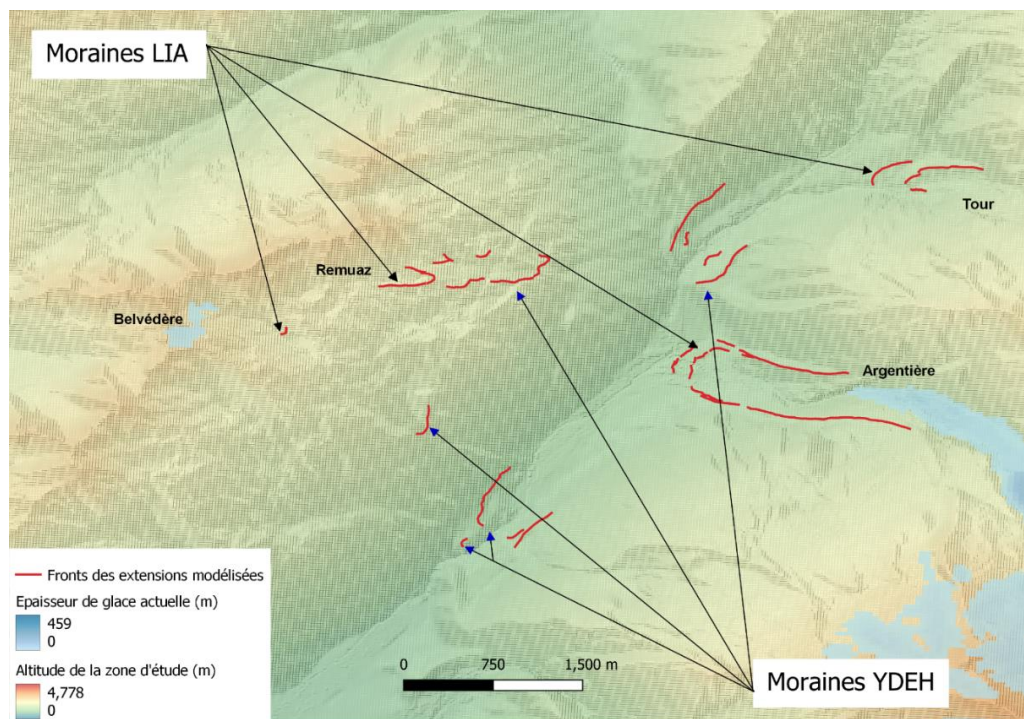 Moraines LIA
Tour
Remuaz
Belvédère
Argentière
Fronts des extensions modélisées
Epaisseur de glace actuelle (m)
459
0
Altitude de la zone d'étude (m)
4,778
0
0 750 1,500 m
Moraines YDEH